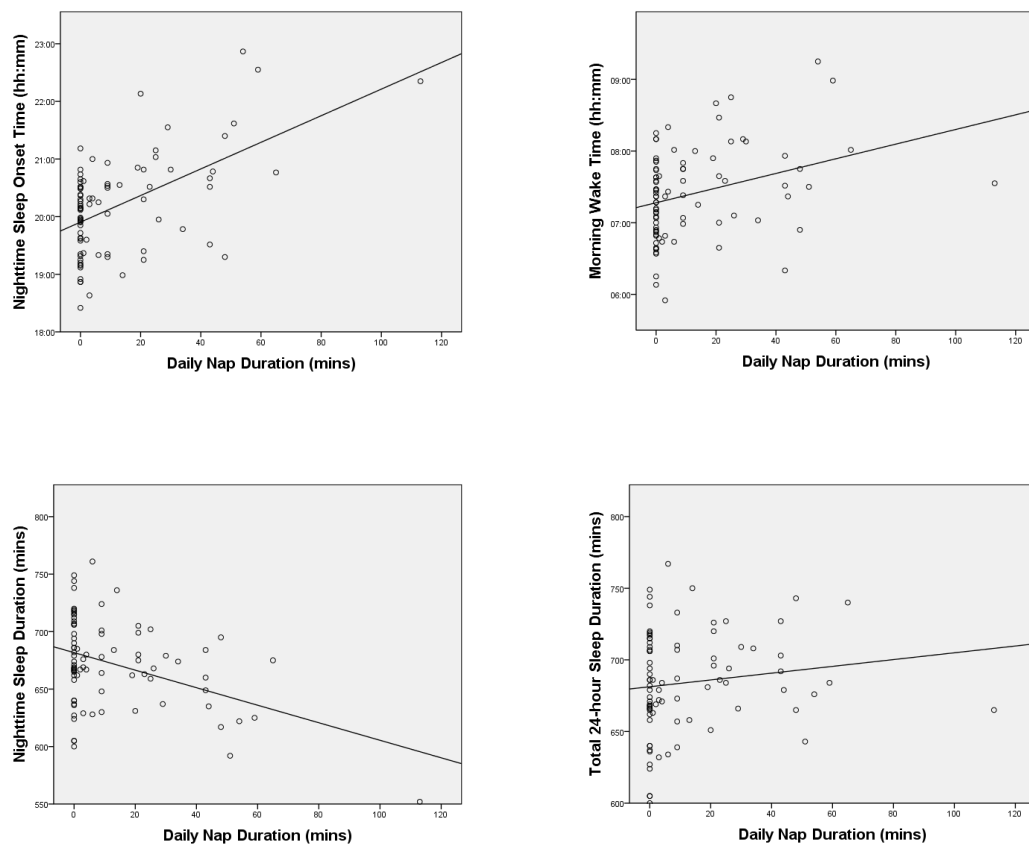 Nighttime Sleep Onset Time (hh:mm)
23:00
22:00
21:00
20:00
19:00
18:00
0 20 40 60 80 100 120
Daily Nap Duration (mins)
Morning Wake Time (hh:mm)
09:00
08:00
07:00
06:00
0 20 40 60 80 100 120
Daily Nap Duration (mins)
Nighttime Sleep Duration (mins)
800
750
700
650
600
550
0 20 40 60 80 100 120
Daily Nap Duration (mins)
Total 24-hour Sleep Duration (mins)
800
750
700
650
600
0 20 40 60 80 100 120
Daily Nap Duration (mins)